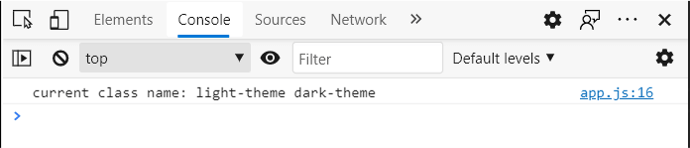 Elements Console Sources Network »
top Filter Default levels
current class name: light-theme dark-theme app.js:16
>